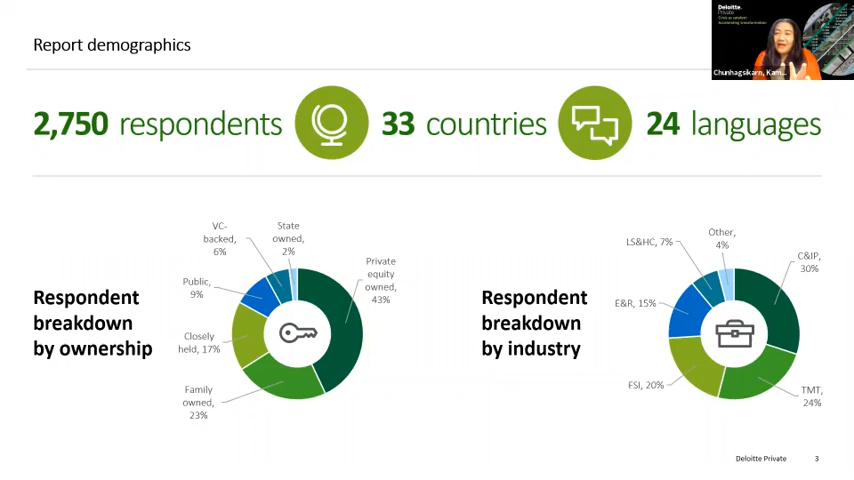 Report demographics
Deloitte.
Private
Crisis as catalyst
Accelerating transformation
Chunhagsikarn, Kam...
2,750 respondents 33 countries 24 languages
Respondent
breakdown
by ownership
VC-
backed,
6%
State
owned,
2%
Private
equity
owned,
43%
Public,
9%
Closely
held, 17%
Family
owned,
23%
Respondent
breakdown
by industry
LS&HC, 7%
Other,
4%
C&IP,
30%
E&R, 15%
FSI, 20%
TMT,
24%
Deloitte Private 3